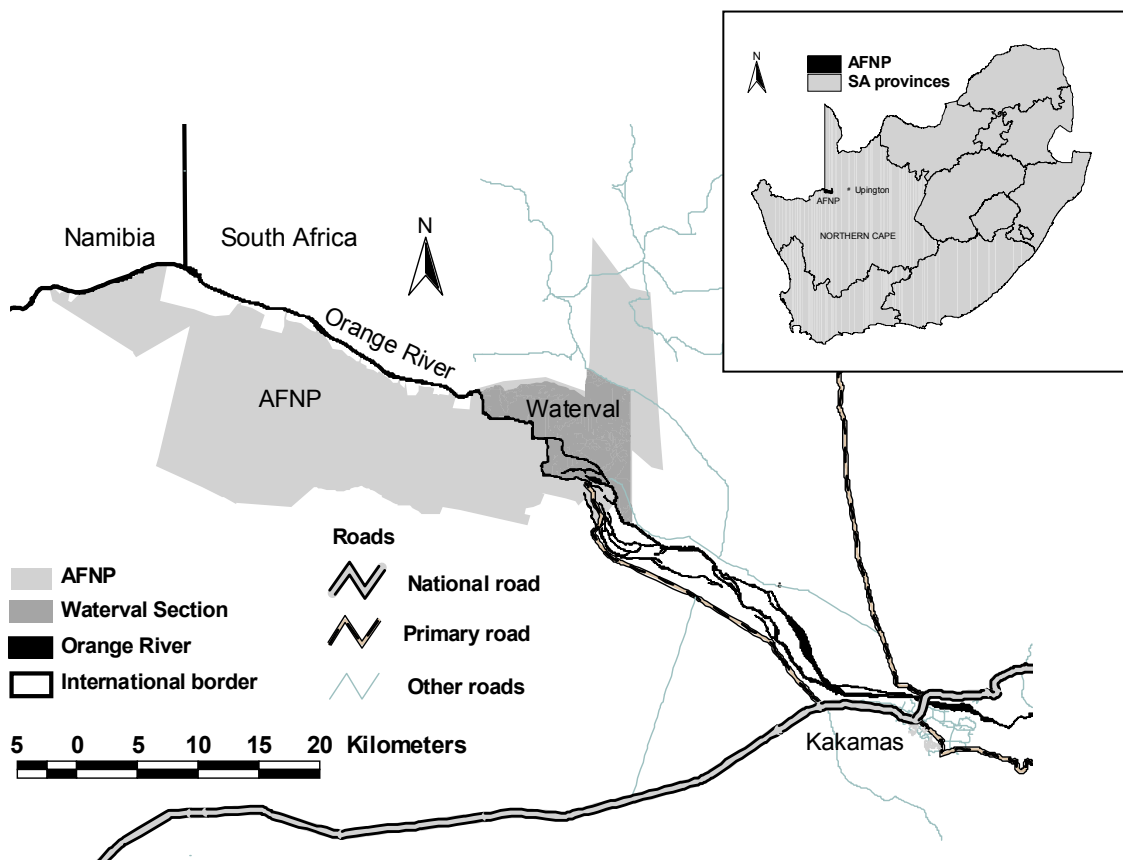 N
AFNP
SA provinces
Upington
AFNP
NORTHERN CAPE
Namibia
South Africa
N
Orange River
AFNP
Waterval
Roads
AFNP
National road
Waterval Section
Primary road
Orange River
Other roads
International border
5 0 5 10 15 20 Kilometers
Kakamas